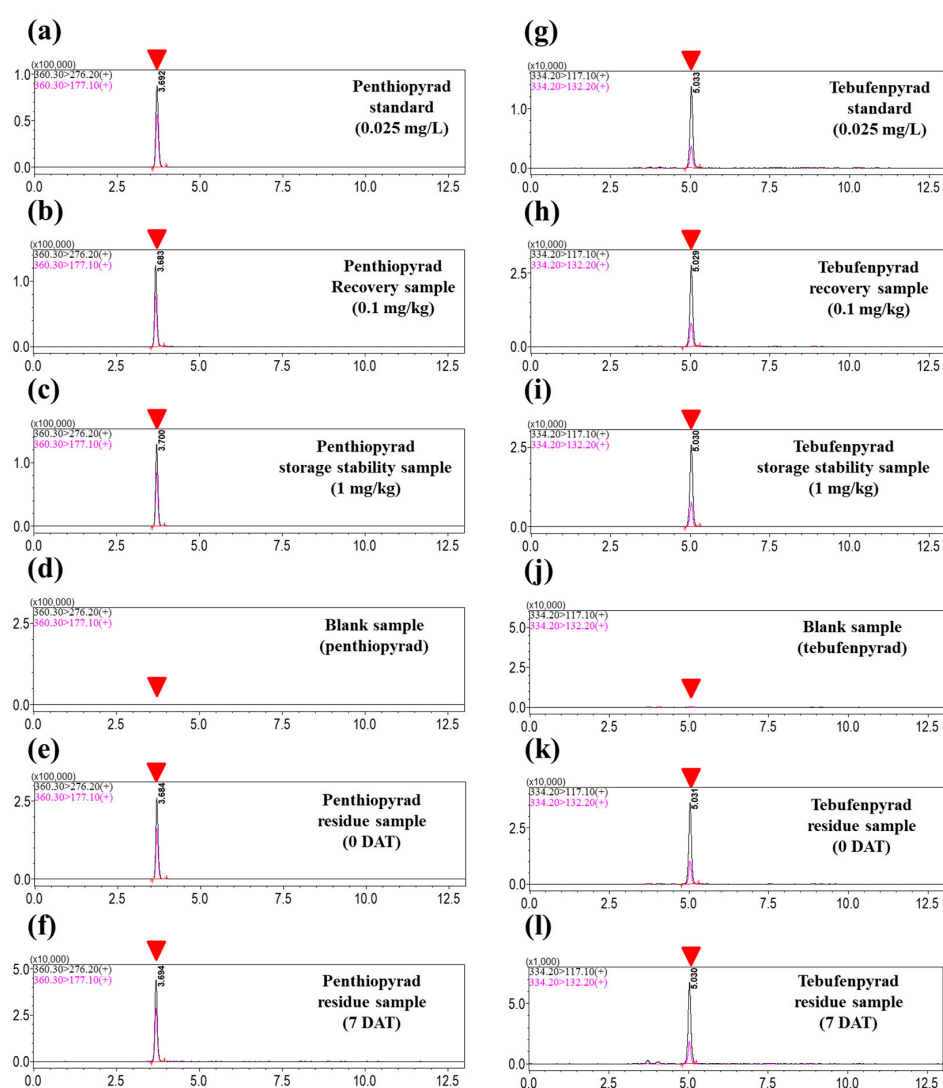 (a)
(x100,000)
360.30>276.20(+)
360.30>177.10(+)
3.692
Penthiopyrad
standard
(0.025 mg/L)
1.0
0.5
0.0
0.0 2.5 5.0 7.5 10.0 12.5
(b)
(x100,000)
360.30>276.20(+)
360.30>177.10(+)
3.683
Penthiopyrad
Recovery sample
(0.1 mg/kg)
1.0
0.0
0.0 2.5 5.0 7.5 10.0 12.5
(c)
(x100,000)
360.30>276.20(+)
360.30>177.10(+)
3.700
Penthiopyrad
storage stability sample
(1 mg/kg)
1.0
0.0
0.0 2.5 5.0 7.5 10.0 12.5
(d)
(x100,000)
360.30>276.20(+)
360.30>177.10(+)
Blank sample
(penthiopyrad)
2.5
0.0
0.0 2.5 5.0 7.5 10.0 12.5
(e)
(x100,000)
360.30>276.20(+)
360.30>177.10(+)
3.684
Penthiopyrad
residue sample
(0 DAT)
2.5
0.0
0.0 2.5 5.0 7.5 10.0 12.5
(f)
(x10,000)
360.30>276.20(+)
360.30>177.10(+)
3.694
Penthiopyrad
residue sample
(7 DAT)
5.0
2.5
0.0
0.0 2.5 5.0 7.5 10.0 12.5
(g)
(x10,000)
334.20>117.10(+)
334.20>132.20(+)
5.033
Tebufenpyrad
standard
(0.025 mg/L)
1.0
0.0
0.0 2.5 5.0 7.5 10.0 12.5
(h)
(x10,000)
334.20>117.10(+)
334.20>132.20(+)
5.029
Tebufenpyrad
recovery sample
(0.1 mg/kg)
2.5
0.0
0.0 2.5 5.0 7.5 10.0 12.5
(i)
(x10,000)
334.20>117.10(+)
334.20>132.20(+)
5.030
Tebufenpyrad
storage stability sample
(1 mg/kg)
2.5
0.0
0.0 2.5 5.0 7.5 10.0 12.5
(j)
(x10,000)
334.20>117.10(+)
334.20>132.20(+)
Blank sample
(tebufenpyrad)
5.0
2.5
0.0
0.0 2.5 5.0 7.5 10.0 12.5
(k)
(x10,000)
334.20>117.10(+)
334.20>132.20(+)
5.031
Tebufenpyrad
residue sample
(0 DAT)
2.5
0.0
0.0 2.5 5.0 7.5 10.0 12.5
(l)
(x1,000)
334.20>117.10(+)
334.20>132.20(+)
5.030
Tebufenpyrad
residue sample
(7 DAT)
5.0
0.0
0.0 2.5 5.0 7.5 10.0 12.5